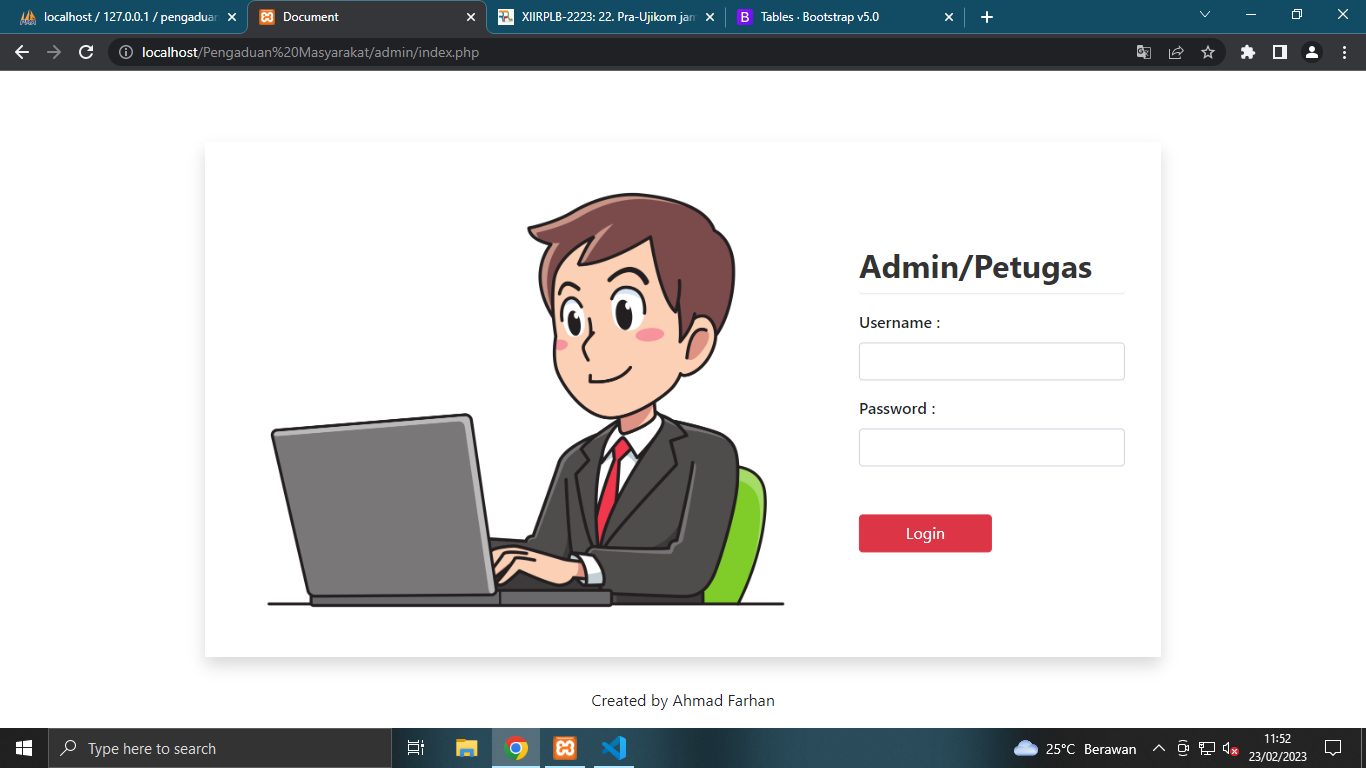 localhost / 127.0.0.1 / pengaduan
Document
XIIRPLB-2223: 22. Pra-Ujikom jam
Tables · Bootstrap v5.0
localhost/Pengaduan%20Masyarakat/admin/index.php
Admin/Petugas
Username :
Password :
Login
Created by Ahmad Farhan
Type here to search
25°C Berawan
11:52
23/02/2023